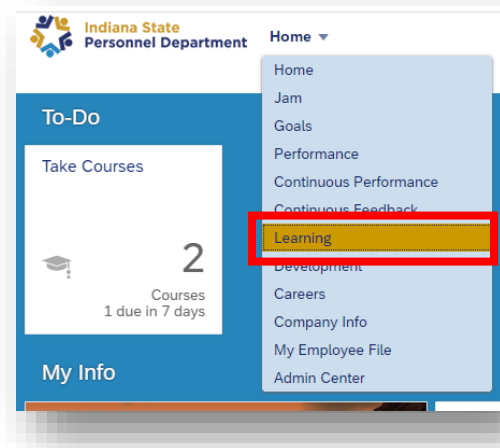 Indiana State
Personnel Department
Home
Home
Jam
Goals
Performance
Continuous Performance
Continuous Feedback
Learning
Development
Careers
Company Info
My Employee File
Admin Center
To-Do
Take Courses
2
Courses
1 due in 7 days
My Info